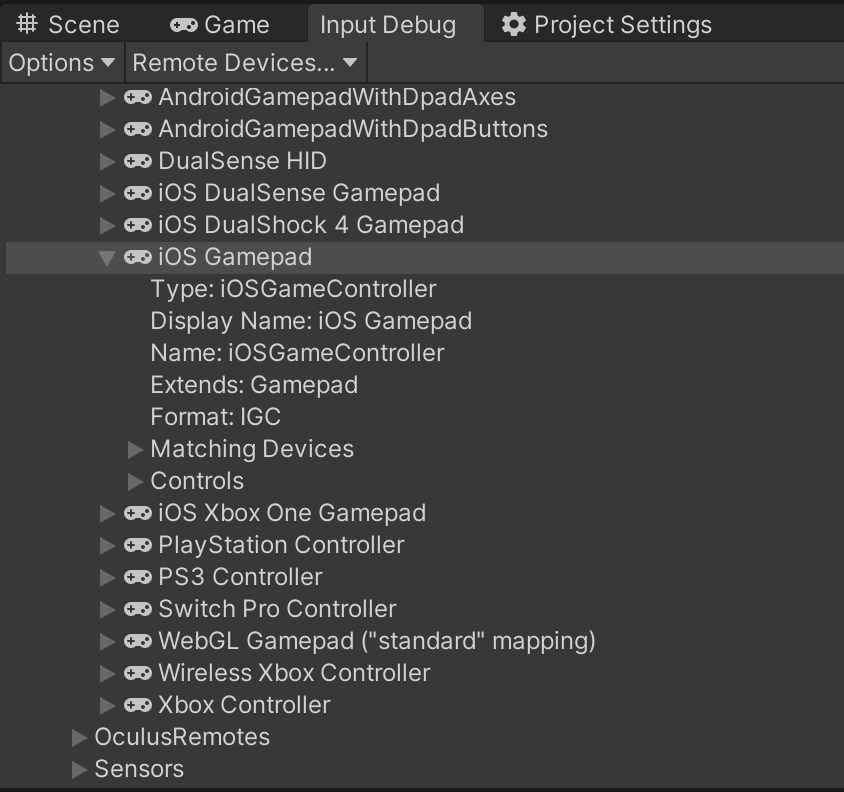 Scene Game Input Debug Project Settings
Options Remote Devices...
AndroidGamepadWithDpadAxes
AndroidGamepadWithDpadButtons
DualSense HID
iOS DualSense Gamepad
iOS DualShock 4 Gamepad
iOS Gamepad
Type: iOSGameController
Display Name: iOS Gamepad
Name: iOSGameController
Extends: Gamepad
Format: IGC
Matching Devices
Controls
iOS Xbox One Gamepad
PlayStation Controller
PS3 Controller
Switch Pro Controller
WebGL Gamepad ("standard" mapping)
Wireless Xbox Controller
Xbox Controller
OculusRemotes
Sensors